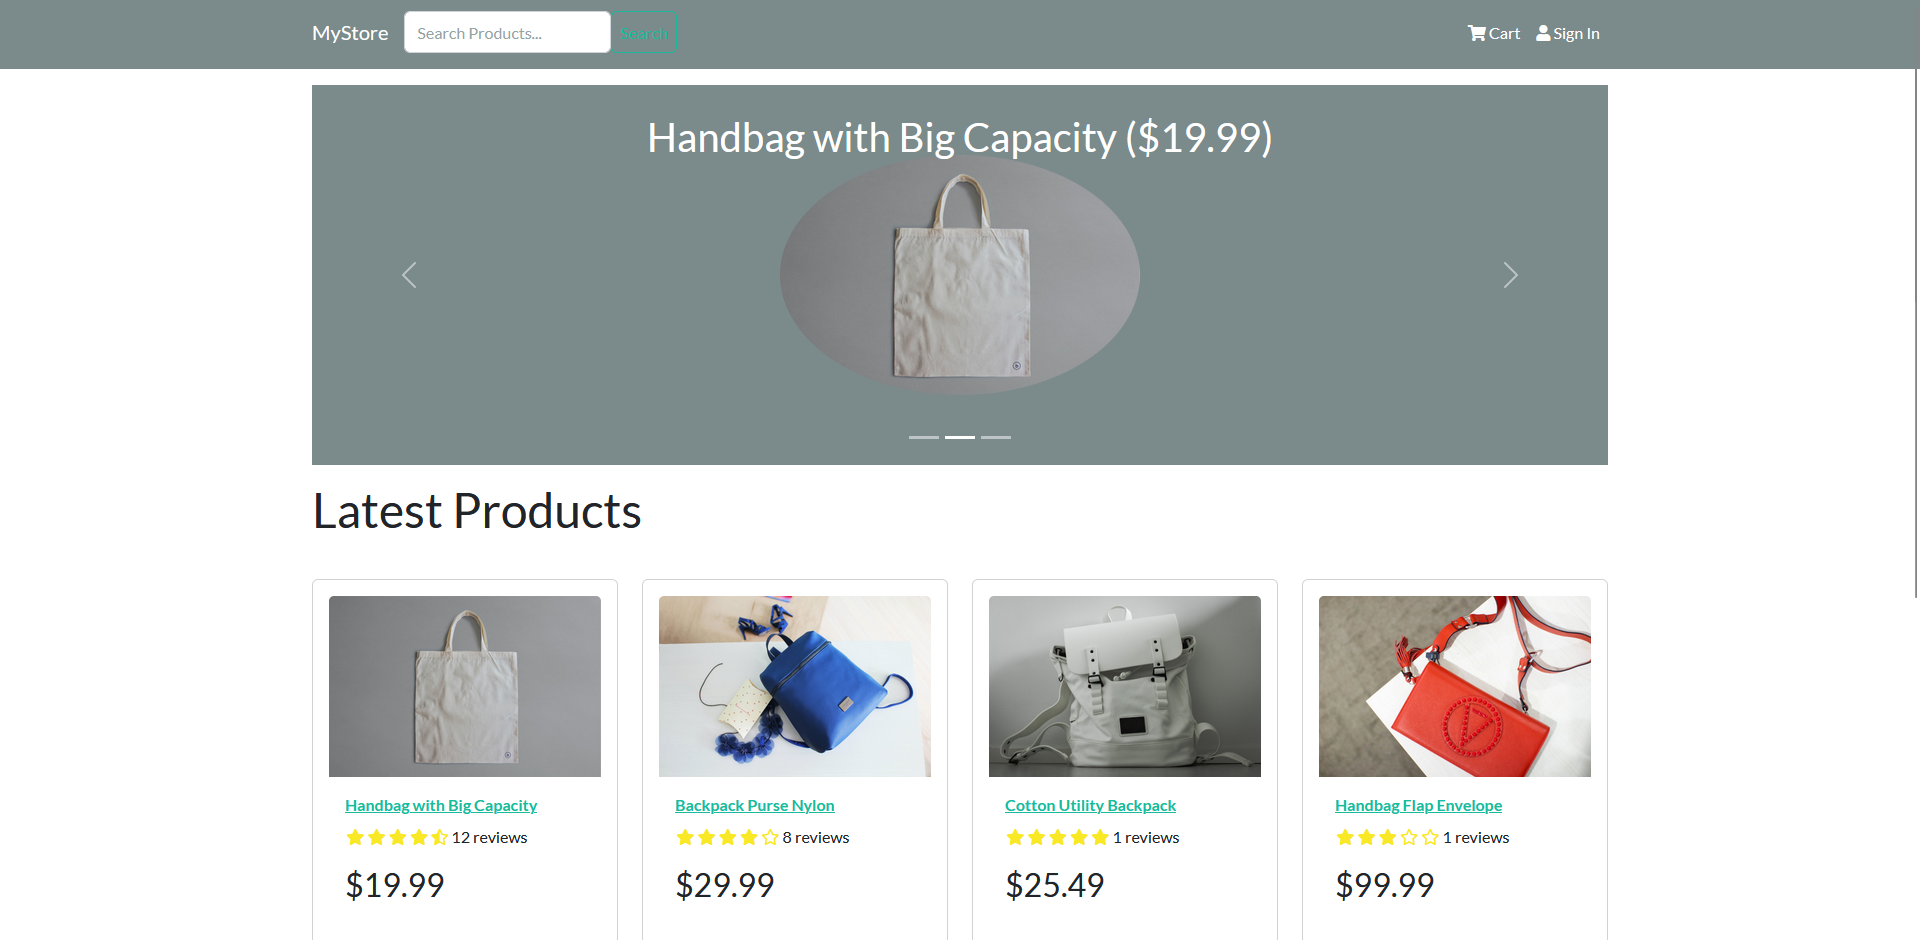 MyStore Search Products... Search Cart Sign In
Handbag with Big Capacity ($19.99)
Latest Products
Handbag with Big Capacity
12 reviews
$19.99
Backpack Purse Nylon
8 reviews
$29.99
Cotton Utility Backpack
1 reviews
$25.49
Handbag Flap Envelope
1 reviews
$99.99